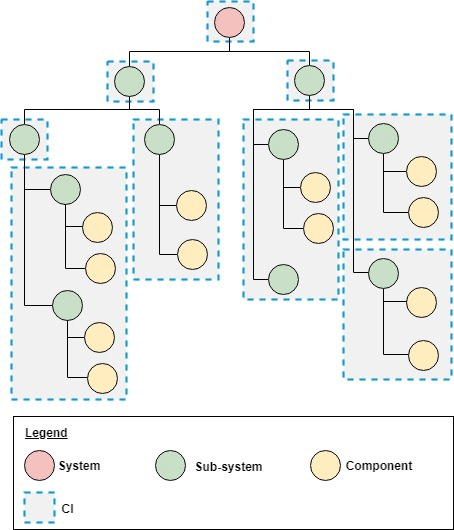 Legend
System
Sub-system
Component
CI